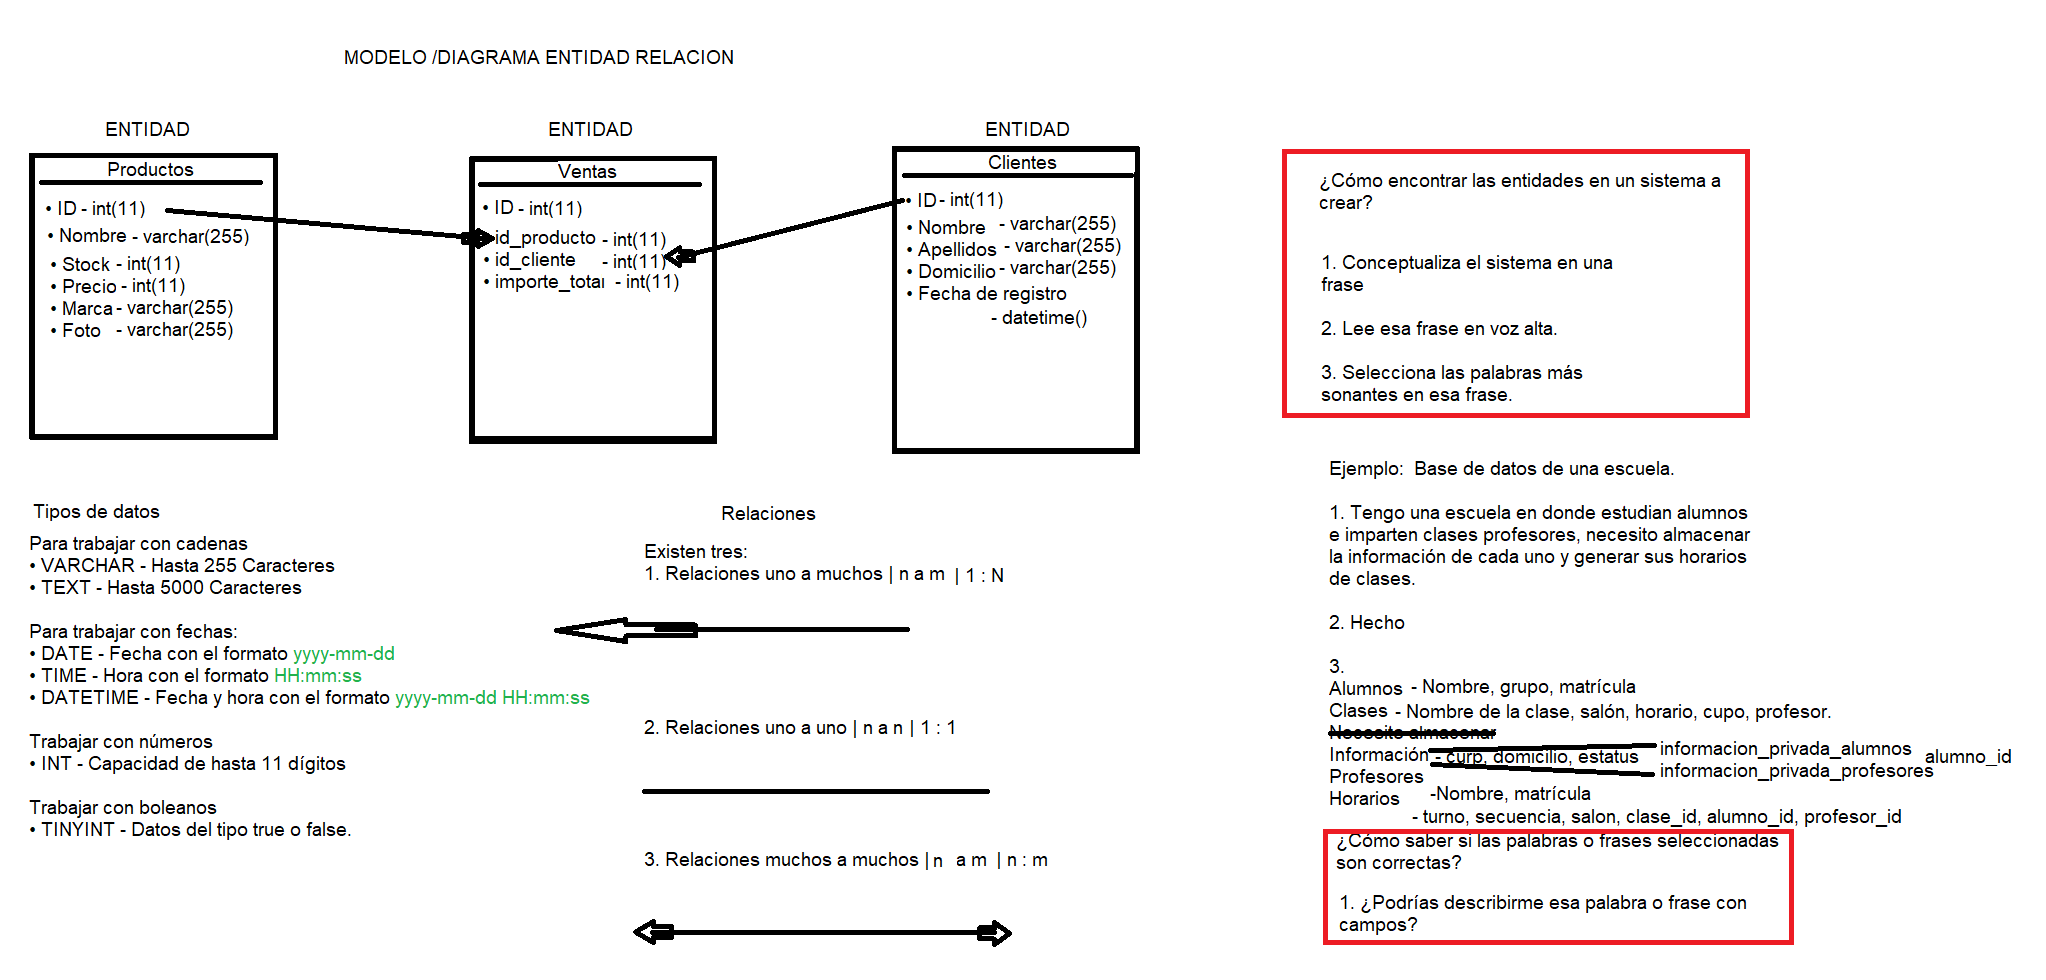 MODELO /DIAGRAMA ENTIDAD RELACION
ENTIDAD
Productos
• ID - int(11)
• Nombre - varchar(255)
• Stock - int(11)
• Precio - int(11)
• Marca - varchar(255)
• Foto - varchar(255)
ENTIDAD
Ventas
• ID - int(11)
• id_producto - int(11)
• id_cliente - int(11)
• importe_total - int(11)
ENTIDAD
Clientes
• ID - int(11)
• Nombre - varchar(255)
• Apellidos - varchar(255)
• Domicilio - varchar(255)
• Fecha de registro
- datetime()
Tipos de datos
Para trabajar con cadenas
• VARCHAR - Hasta 255 Caracteres
• TEXT - Hasta 5000 Caracteres
Para trabajar con fechas:
• DATE - Fecha con el formato yyyy-mm-dd
• TIME - Hora con el formato HH:mm:ss
• DATETIME - Fecha y hora con el formato yyyy-mm-dd HH:mm:ss
Trabajar con números
• INT - Capacidad de hasta 11 dígitos
Trabajar con boleanos
• TINYINT - Datos del tipo true o false.
Relaciones
Existen tres:
1. Relaciones uno a muchos | n a m | 1 : N
2. Relaciones uno a uno | n a n | 1 : 1
3. Relaciones muchos a muchos | n a m | n : m
¿Cómo encontrar las entidades en un sistema a
crear?
1. Conceptualiza el sistema en una
frase
2. Lee esa frase en voz alta.
3. Selecciona las palabras más
sonantes en esa frase.
Ejemplo: Base de datos de una escuela.
1. Tengo una escuela en donde estudian alumnos
e imparten clases profesores, necesito almacenar
la información de cada uno y generar sus horarios
de clases.
2. Hecho
3.
Alumnos - Nombre, grupo, matrícula
Clases - Nombre de la clase, salón, horario, cupo, profesor.
Necesito almacenar
Información - curp, domicilio, estatus
informacion_privada_alumnos
informacion_privada_profesores
alumno_id
Profesores
-Nombre, matrícula
Horarios
- turno, secuencia, salon, clase_id, alumno_id, profesor_id
¿Cómo saber si las palabras o frases seleccionadas
son correctas?
1. ¿Podrías describirme esa palabra o frase con
campos?